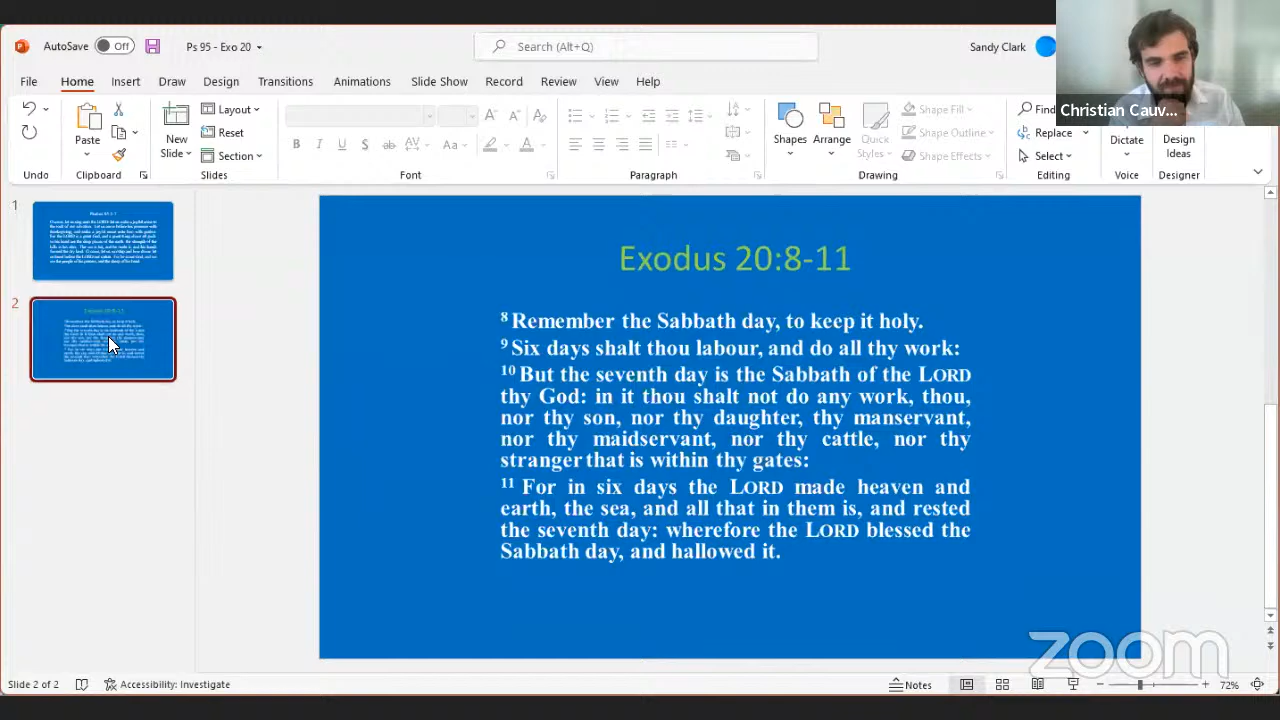 AutoSave Off Ps 95 - Exo 20 Search (Alt+Q) Sandy Clark
Christian Cauv...
File Home Insert Draw Design Transitions Animations Slide Show Record Review View Help
Paste
New
Slide
Layout
Reset
Section
B I U S ab AV Aa A
Shapes
Arrange
Quick
Styles
Shape Fill
Shape Outline
Shape Effects
Find
Replace
Select
Dictate
Design
Ideas
Undo Clipboard Slides Font Paragraph Drawing Editing Voice Designer
1
2
Exodus 20:8-11
8 Remember the Sabbath day, to keep it holy.
9 Six days shalt thou labour, and do all thy work:
10 But the seventh day is the Sabbath of the LORD
thy God: in it thou shalt not do any work, thou,
nor thy son, nor thy daughter, thy manservant,
nor thy maidservant, nor thy cattle, nor thy
stranger that is within thy gates:
11 For in six days the LORD made heaven and
earth, the sea, and all that in them is, and rested
the seventh day: wherefore the LORD blessed the
Sabbath day, and hallowed it.
zoom
Slide 2 of 2 Accessibility: Investigate Notes 72%